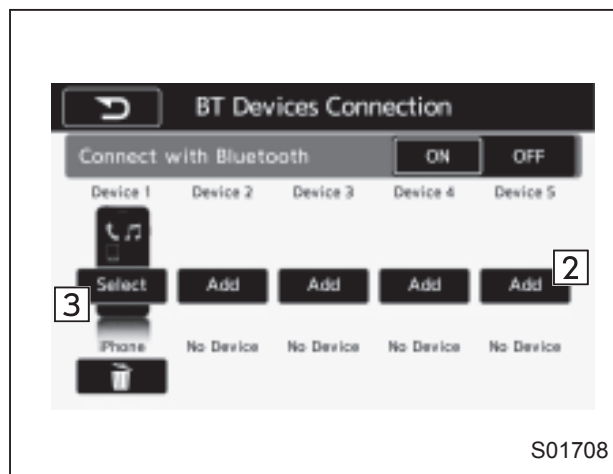 BT Devices Connection
Connect with Bluetooth ON OFF
Device 1 Device 2 Device 3 Device 4 Device 5
2
Select Add Add Add Add
3
iPhone No Device No Device No Device No Device
S01708